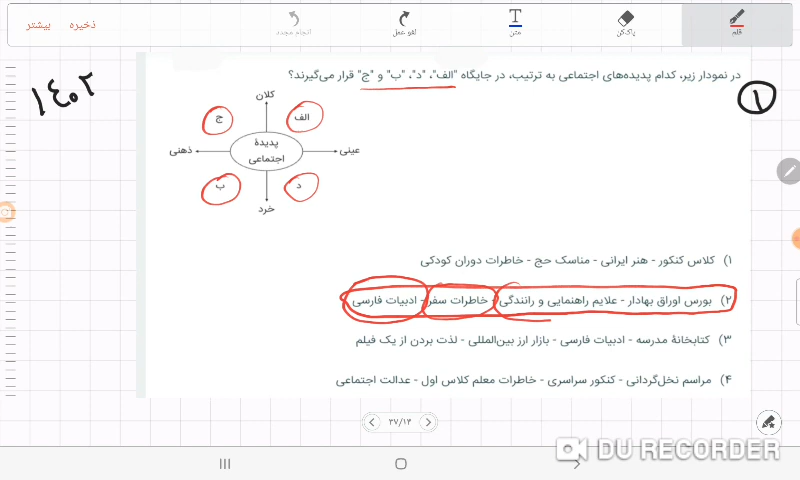 ذخیره بیشتر
انجام مجدد لغو عمل متن پاک‌کن قلم
۱۴۰۲
۱
در نمودار زیر، کدام پدیده‌های اجتماعی به ترتیب، در جایگاه "الف"، "د"، "ب" و "ج" قرار می‌گیرند؟
کلان
ج الف
ذهنی پدیدهٔ اجتماعی عینی
ب د
خرد
۱) کلاس کنکور - هنر ایرانی - مناسک حج - خاطرات دوران کودکی
۲) بورس اوراق بهادار - علایم راهنمایی و رانندگی - خاطرات سفر - ادبیات فارسی
۳) کتابخانهٔ مدرسه - ادبیات فارسی - بازار ارز بین‌المللی - لذت بردن از یک فیلم
۴) مراسم نخل‌گردانی - کنکور سراسری - خاطرات معلم کلاس اول - عدالت اجتماعی
۳۷/۱۴
DU RECORDER